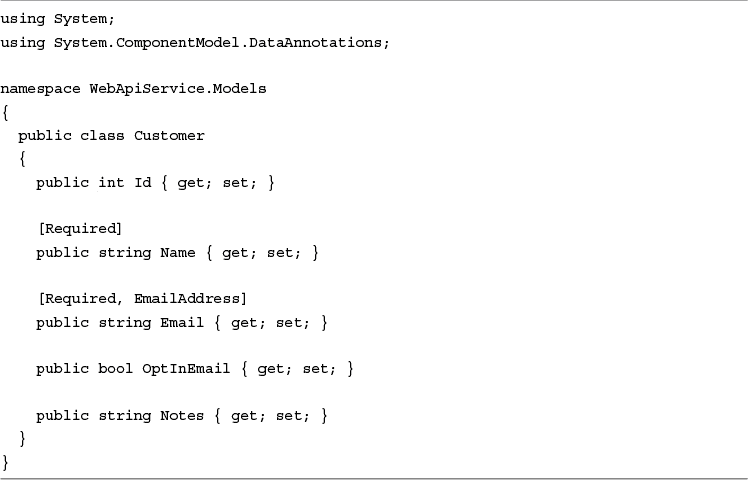 using System;
using System.ComponentModel.DataAnnotations;

namespace WebApiService.Models
{
  public class Customer
  {
    public int Id { get; set; }

    [Required]
    public string Name { get; set; }

    [Required, EmailAddress]
    public string Email { get; set; }

    public bool OptInEmail { get; set; }

    public string Notes { get; set; }
  }
}